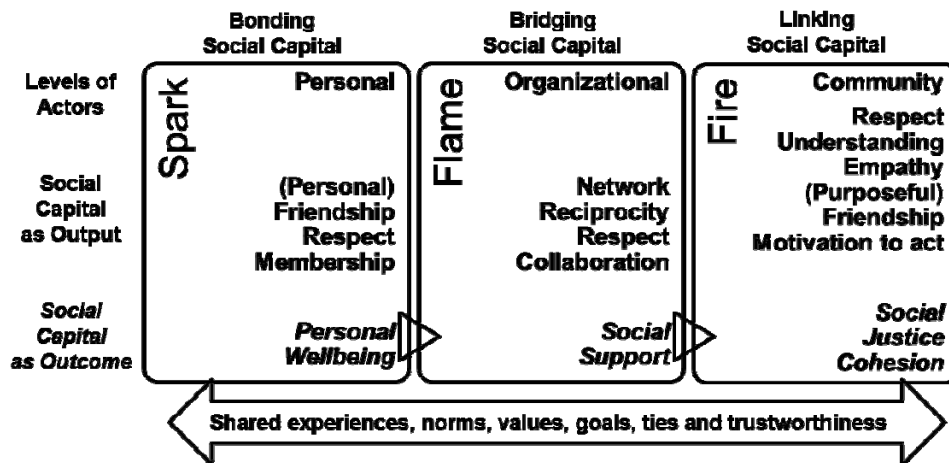 Bonding
Social Capital
Bridging
Social Capital
Linking
Social Capital
Levels of
Actors
Spark
Personal
Flame
Organizational
Fire
Community
Social
Capital
as Output
(Personal)
Friendship
Respect
Membership
Network
Reciprocity
Respect
Collaboration
Respect
Understanding
Empathy
(Purposeful)
Friendship
Motivation to act
Social
Capital
as Outcome
Personal
Wellbeing
Social
Support
Social
Justice
Cohesion
Shared experiences, norms, values, goals, ties and trustworthiness